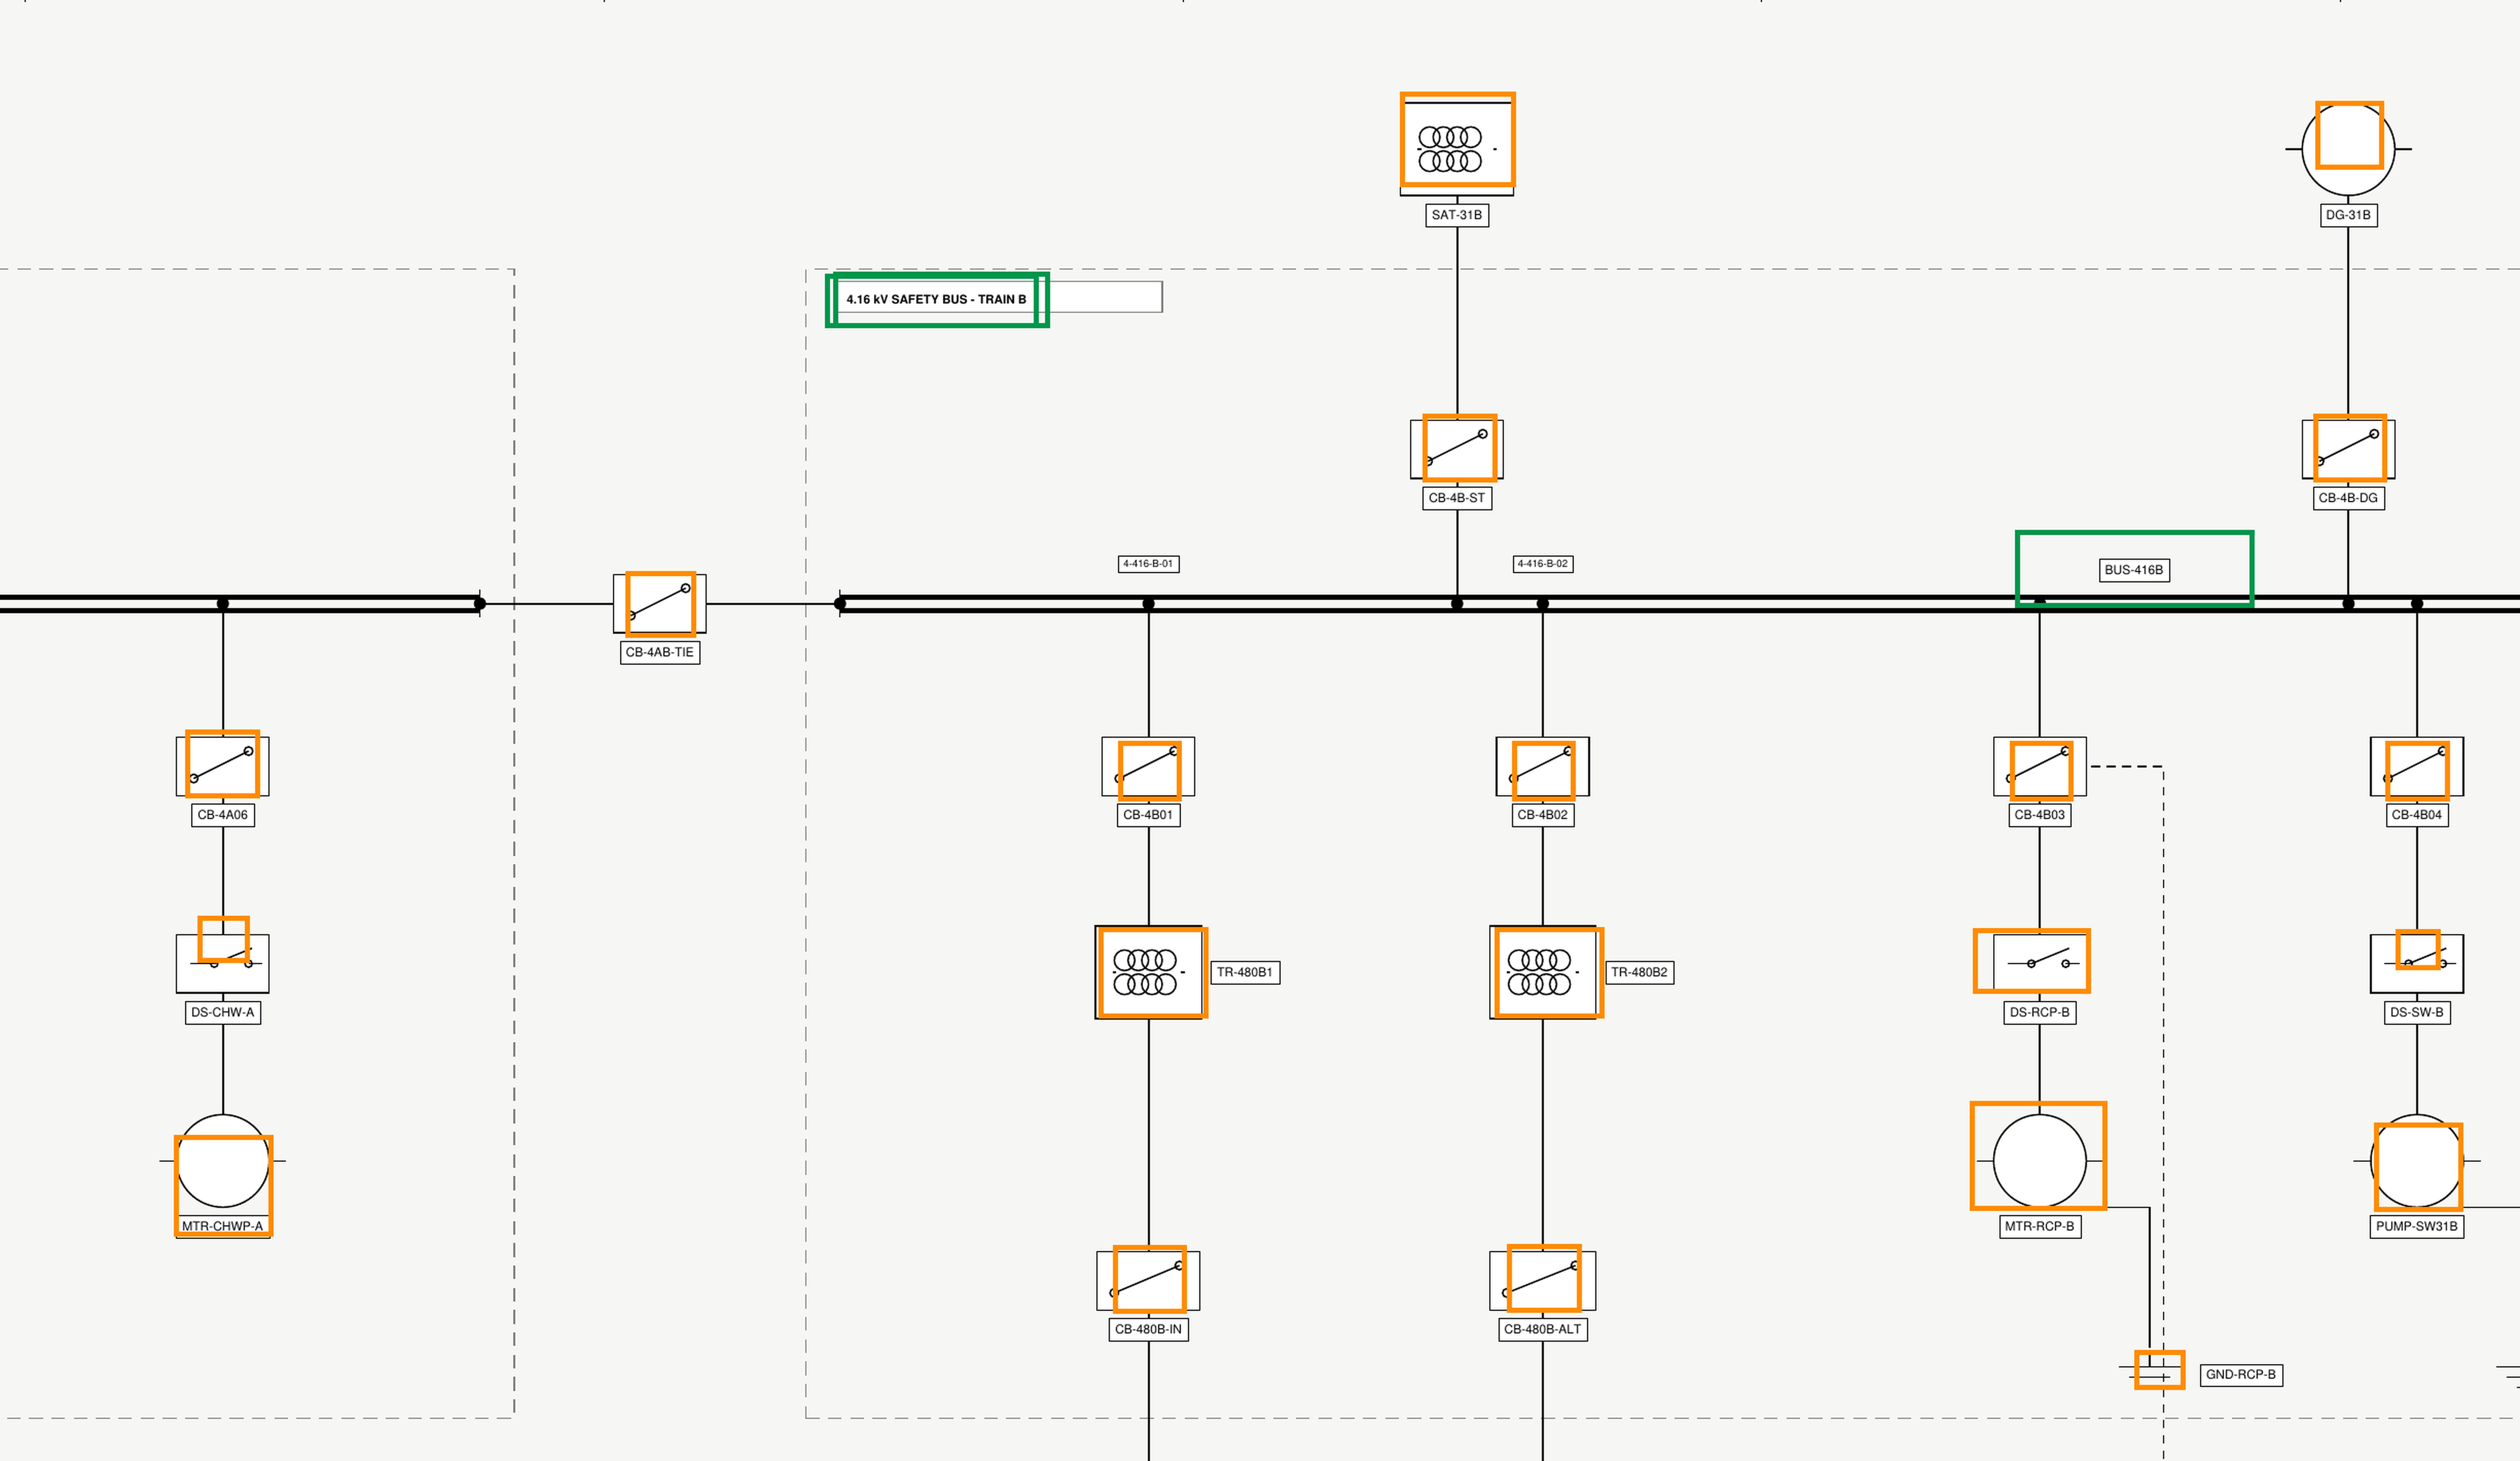 SAT-31B
DG-31B
4.16 kV SAFETY BUS - TRAIN B
CB-4B-ST
CB-4B-DG
4-416-B-01
4-416-B-02
BUS-416B
CB-4AB-TIE
CB-4A06
CB-4B01
CB-4B02
CB-4B03
CB-4B04
TR-480B1
TR-480B2
DS-CHW-A
DS-RCP-B
DS-SW-B
MTR-CHWP-A
MTR-RCP-B
PUMP-SW31B
CB-480B-IN
CB-480B-ALT
GND-RCP-B